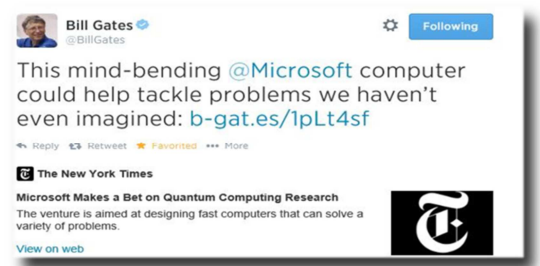 Bill Gates
@BillGates
Following
This mind-bending @Microsoft computer
could help tackle problems we haven't
even imagined: b-gat.es/1pLt4sf
Reply Retweet Favorited More
The New York Times
Microsoft Makes a Bet on Quantum Computing Research
The venture is aimed at designing fast computers that can solve a
variety of problems.
View on web